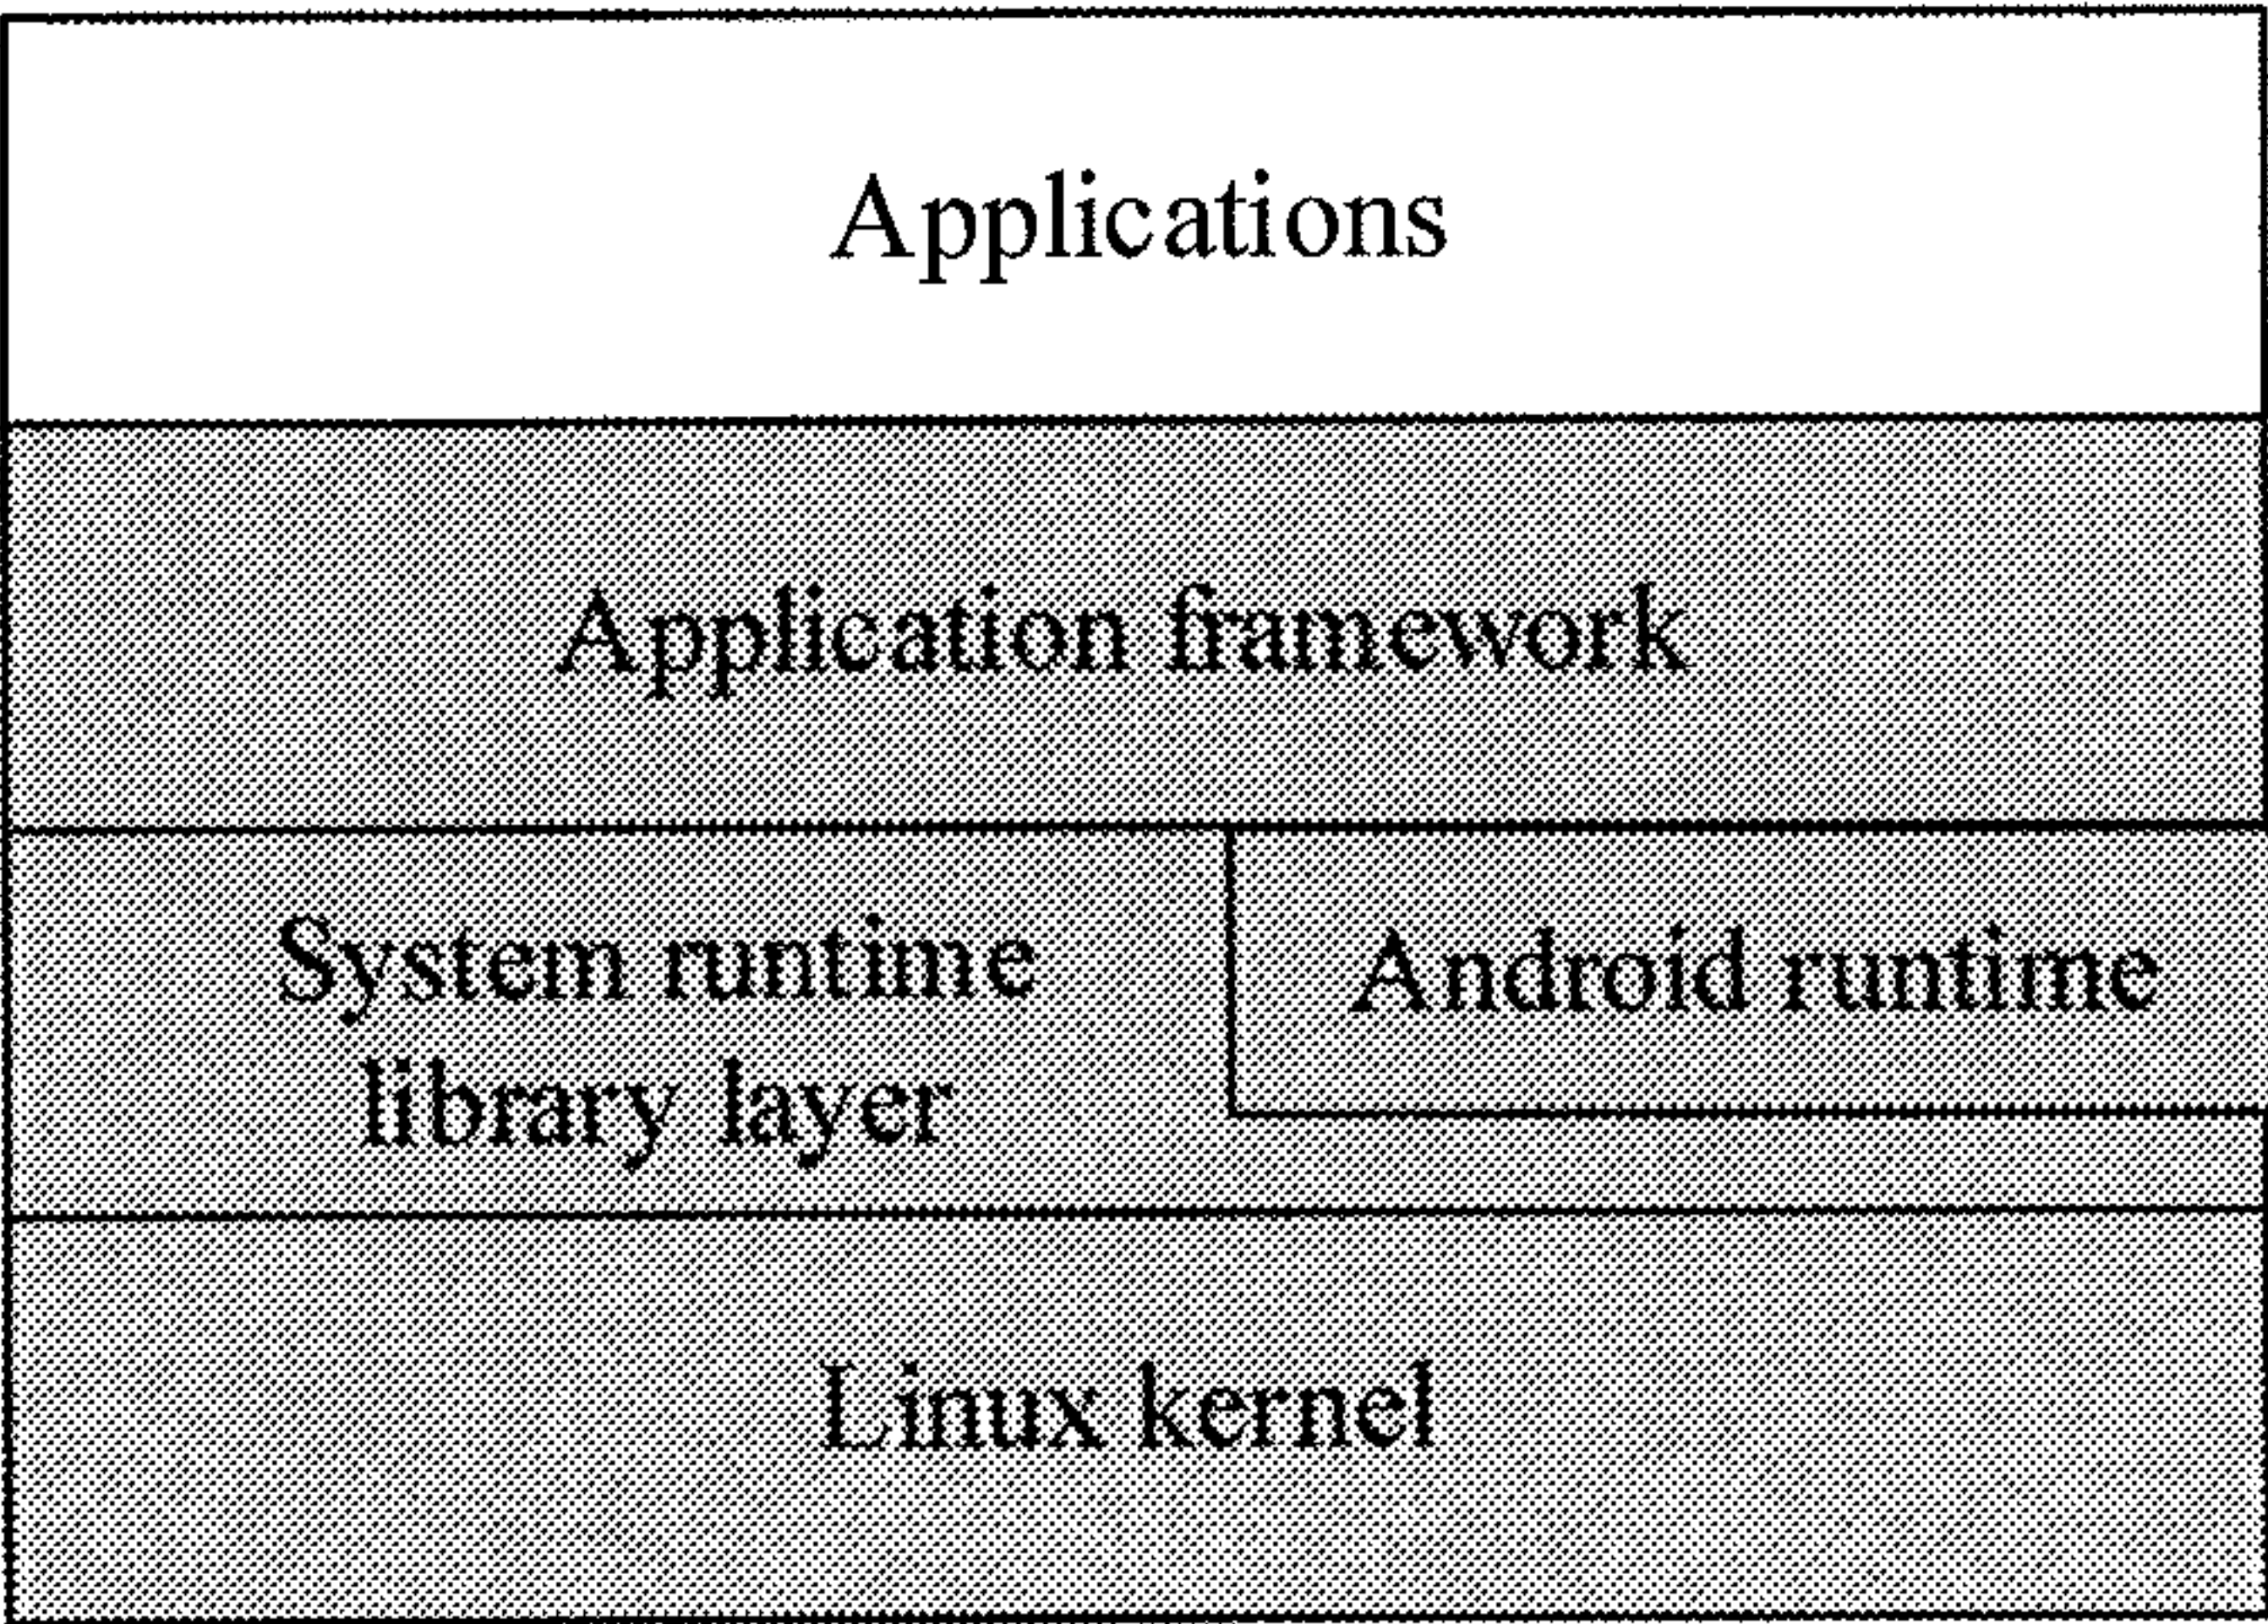 Applications
Application framework
System runtime
library layer
Android runtime
Linux kernel